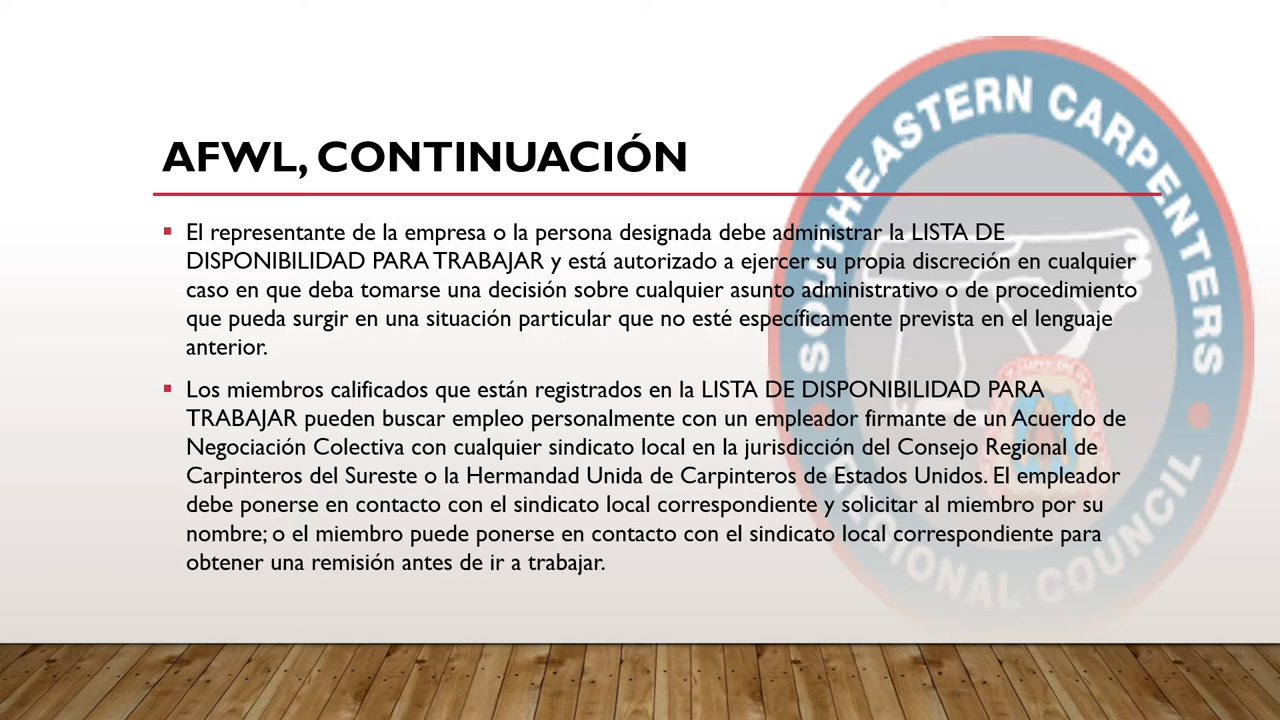 SOUTHEASTERN CARPENTERS
AFWL, CONTINUACIÓN
El representante de la empresa o la persona designada debe administrar la LISTA DE
DISPONIBILIDAD PARA TRABAJAR y está autorizado a ejercer su propia discreción en cualquier
caso en que deba tomarse una decisión sobre cualquier asunto administrativo o de procedimiento
que pueda surgir en una situación particular que no esté específicamente prevista en el lenguaje
anterior.
Los miembros calificados que están registrados en la LISTA DE DISPONIBILIDAD PARA
TRABAJAR pueden buscar empleo personalmente con un empleador firmante de un Acuerdo de
Negociación Colectiva con cualquier sindicato local en la jurisdicción del Consejo Regional de
Carpinteros del Sureste o la Hermandad Unida de Carpinteros de Estados Unidos. El empleador
debe ponerse en contacto con el sindicato local correspondiente y solicitar al miembro por su
nombre; o el miembro puede ponerse en contacto con el sindicato local correspondiente para
obtener una remisión antes de ir a trabajar.
REGIONAL COUNCIL